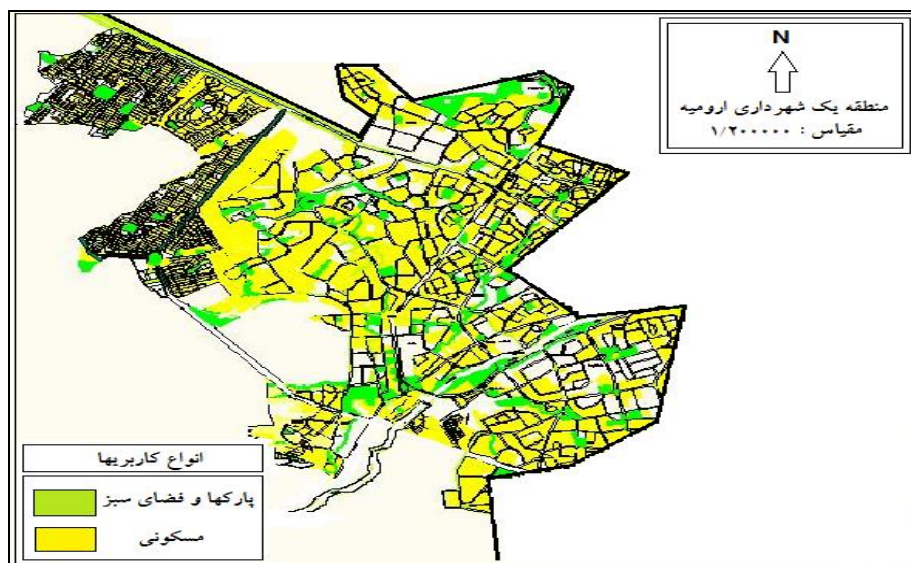 N
منطقه یک شهرداری ارومیه
مقیاس : ۱/۲۰۰۰۰۰
انواع کاربریها
پارکها و فضای سبز
مسکونی